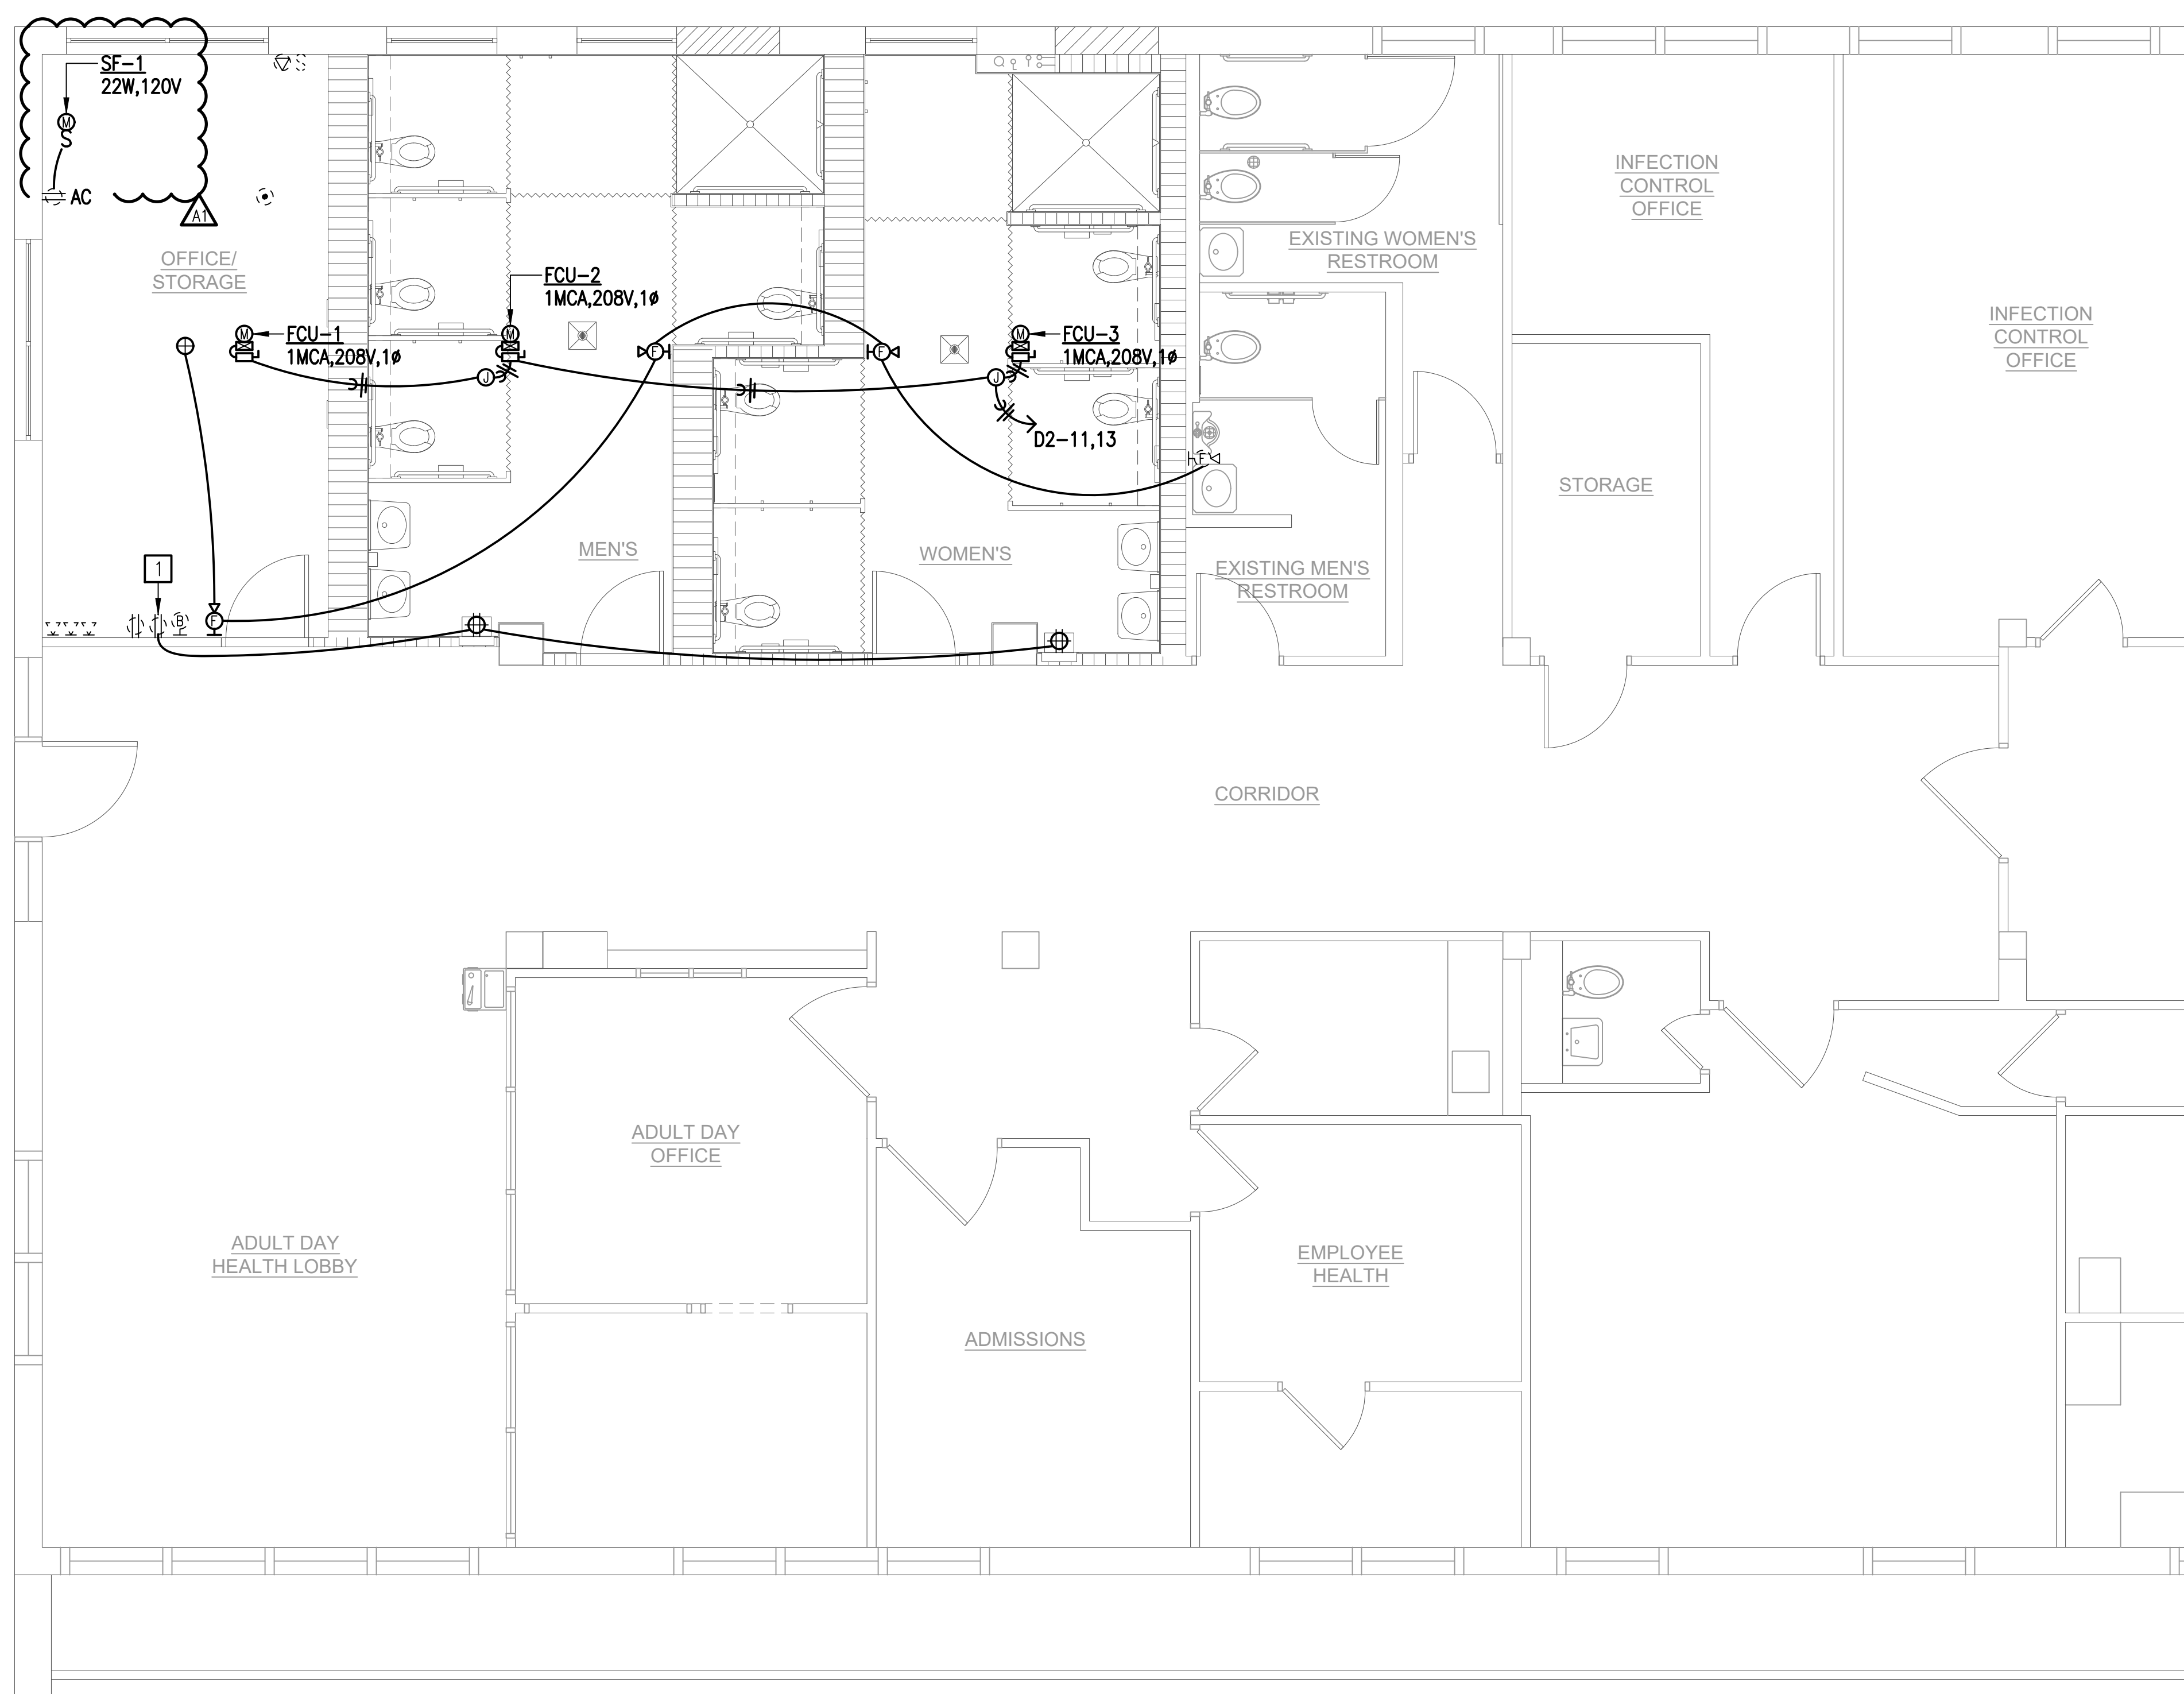 SF-1
22W,120V
M
S
AC
A1
INFECTION
CONTROL
OFFICE
EXISTING WOMEN'S
RESTROOM
OFFICE/
STORAGE
FCU-2
1MCA,208V,1ø
INFECTION
CONTROL
OFFICE
M
FCU-1
1MCA,208V,1ø
M
M
FCU-3
1MCA,208V,1ø
F
F
J
J
D2-11,13
F
STORAGE
MEN'S
WOMEN'S
1
EXISTING MEN'S
RESTROOM
B
F
CORRIDOR
ADULT DAY
OFFICE
ADULT DAY
HEALTH LOBBY
EMPLOYEE
HEALTH
ADMISSIONS